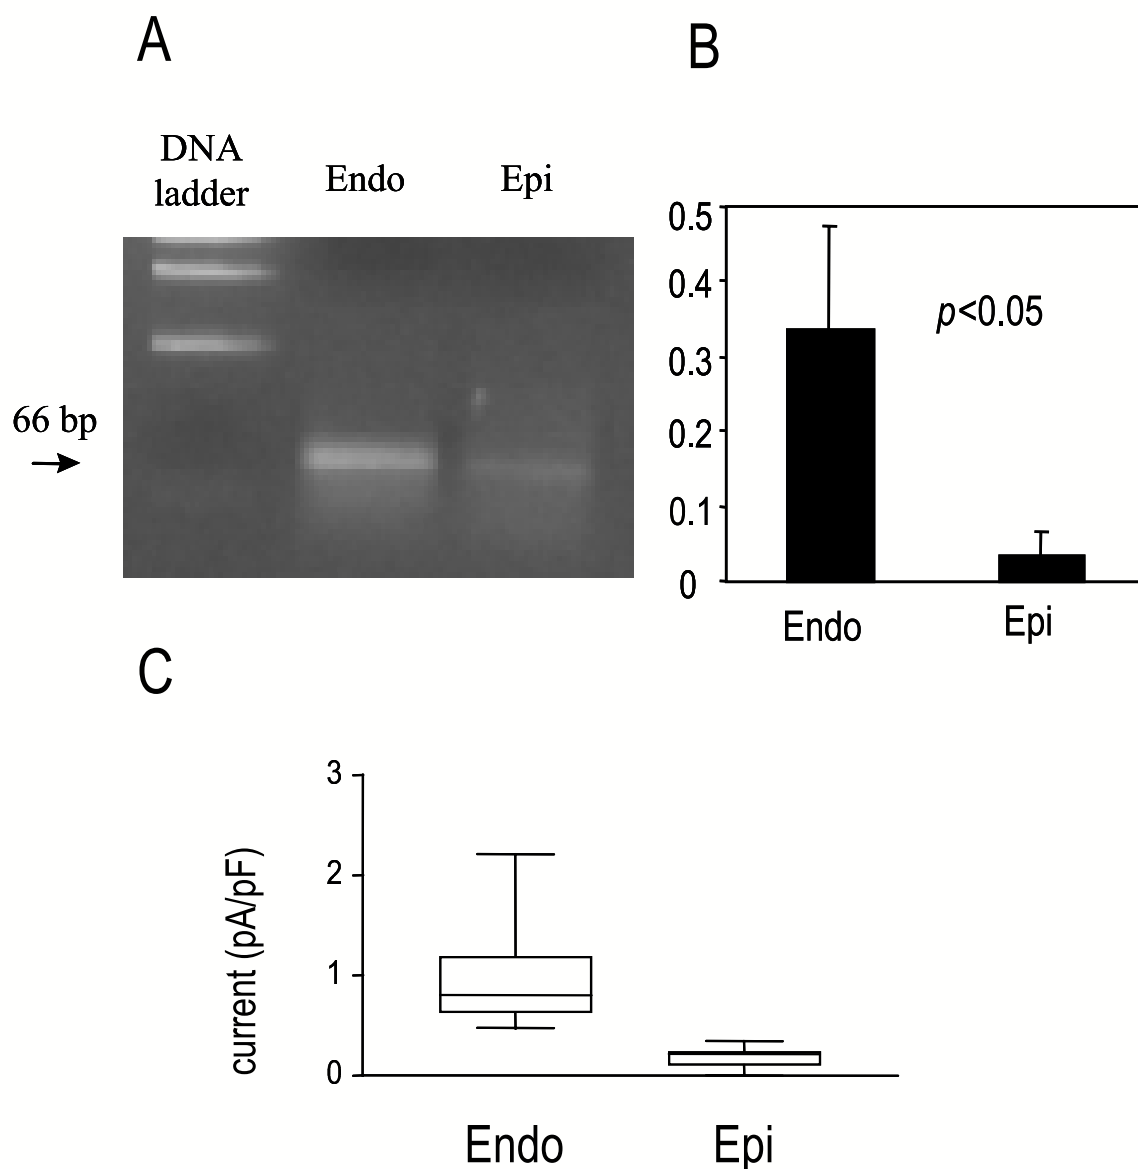 A
B
DNA
ladder
Endo
Epi
66 bp
0.5
0.4
0.3
0.2
0.1
0
p<0.05
Endo
Epi
C
3
2
1
0
current (pA/pF)
Endo
Epi